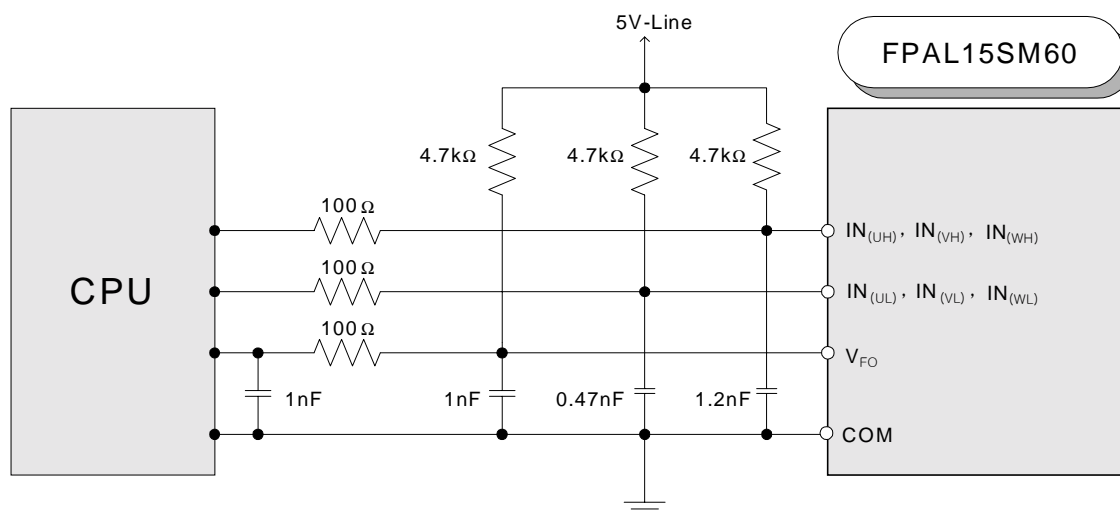 5V-Line
FPAL15SM60
4.7kΩ 4.7kΩ 4.7kΩ
100Ω
IN(UH), IN(VH), IN(WH)
100Ω
CPU
IN(UL), IN(VL), IN(WL)
100Ω
VFO
1nF 1nF 0.47nF 1.2nF
COM